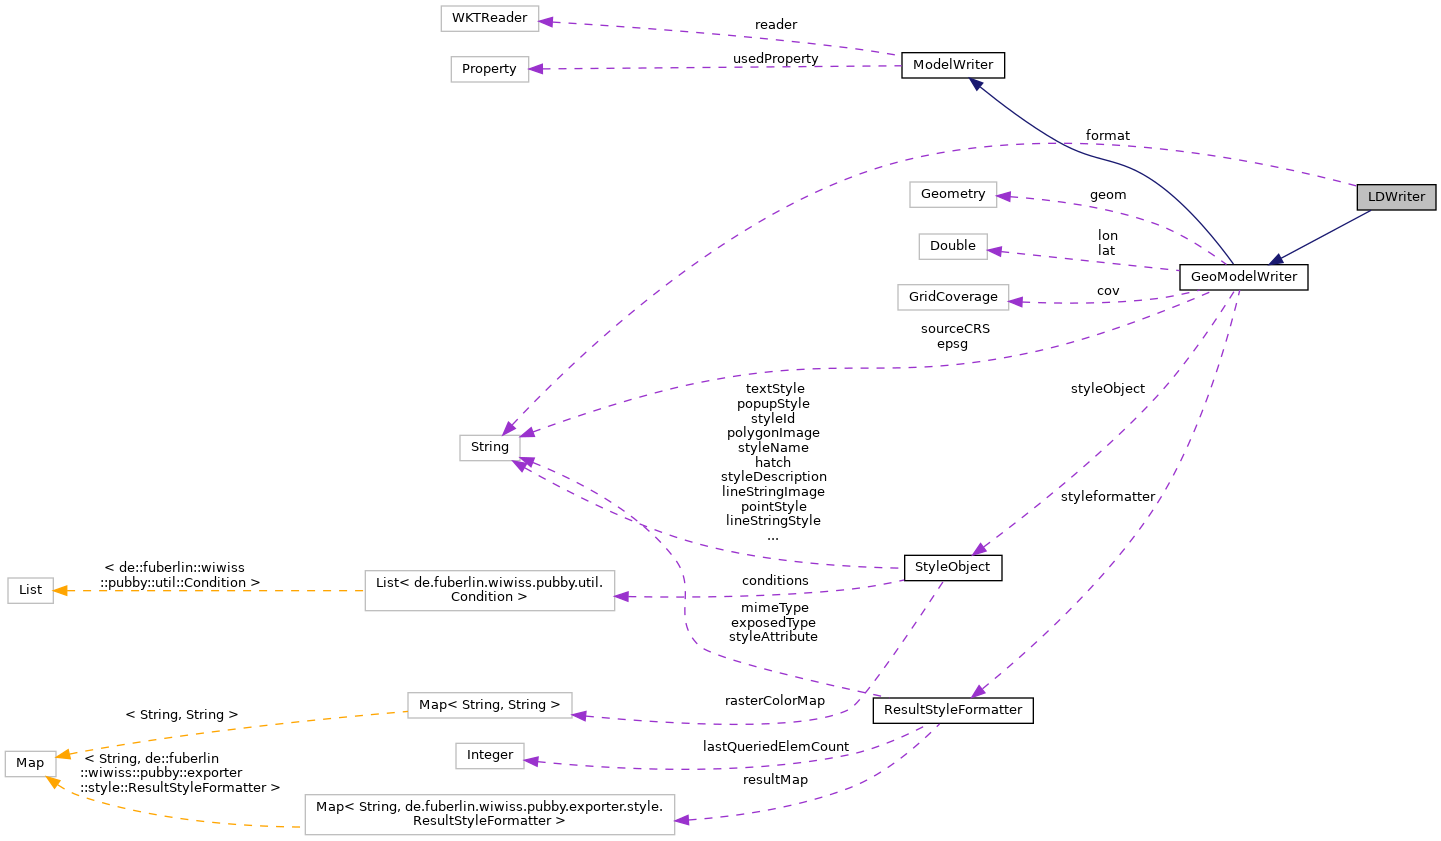 WKTReader
reader
usedProperty
Property
ModelWriter
format
Geometry
geom
LDWriter
lon
lat
Double
GeoModelWriter
GridCoverage
cov
sourceCRS
epsg
textStyle
popupStyle
styleId
polygonImage
styleName
hatch
styleDescription
lineStringImage
pointStyle
lineStringStyle
...
styleObject
String
styleformatter
StyleObject
< de::fuberlin::wiwiss
::pubby::util::Condition >
List
List< de.fuberlin.wiwiss.pubby.util.
Condition >
conditions
mimeType
exposedType
styleAttribute
rasterColorMap
Map< String, String >
ResultStyleFormatter
< String, String >
lastQueriedElemCount
Integer
Map
< String, de::fuberlin
::wiwiss::pubby::exporter
::style::ResultStyleFormatter >
resultMap
Map< String, de.fuberlin.wiwiss.pubby.exporter.style.
ResultStyleFormatter >